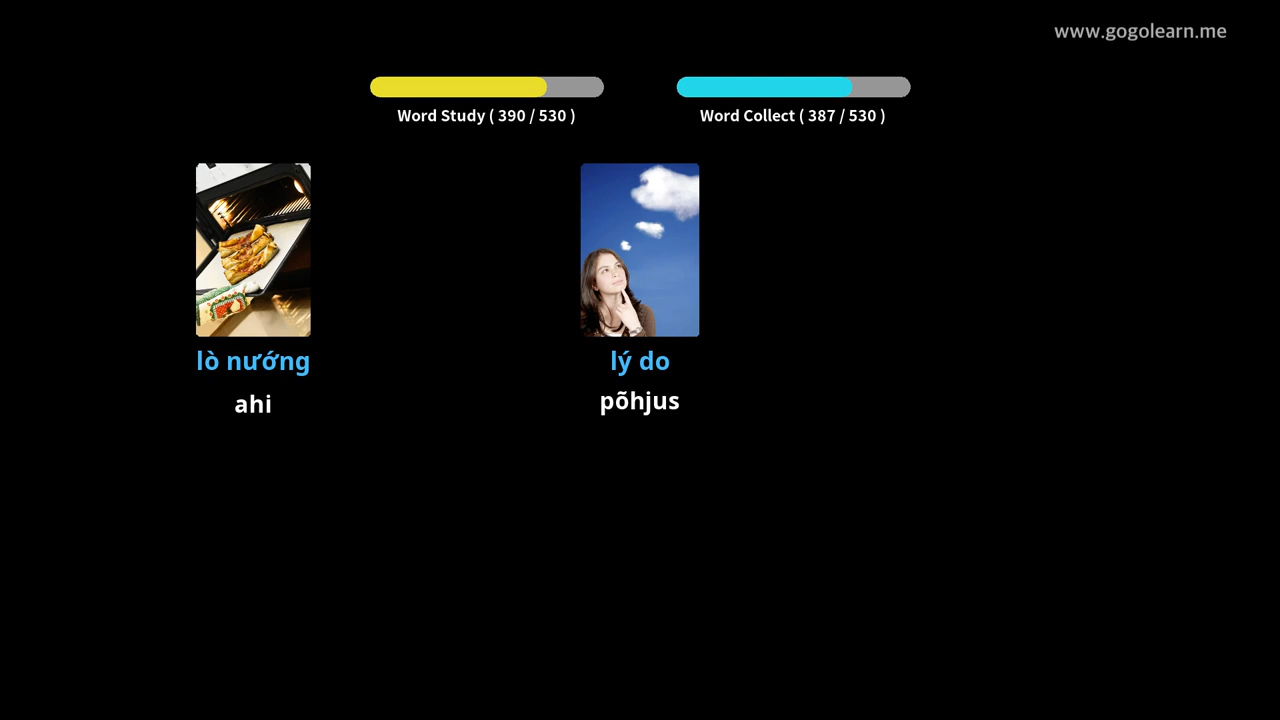 www.gogolearn.me
Word Study ( 390 / 530 )
Word Collect ( 387 / 530 )
lò nướng
ahi
lý do
põhjus